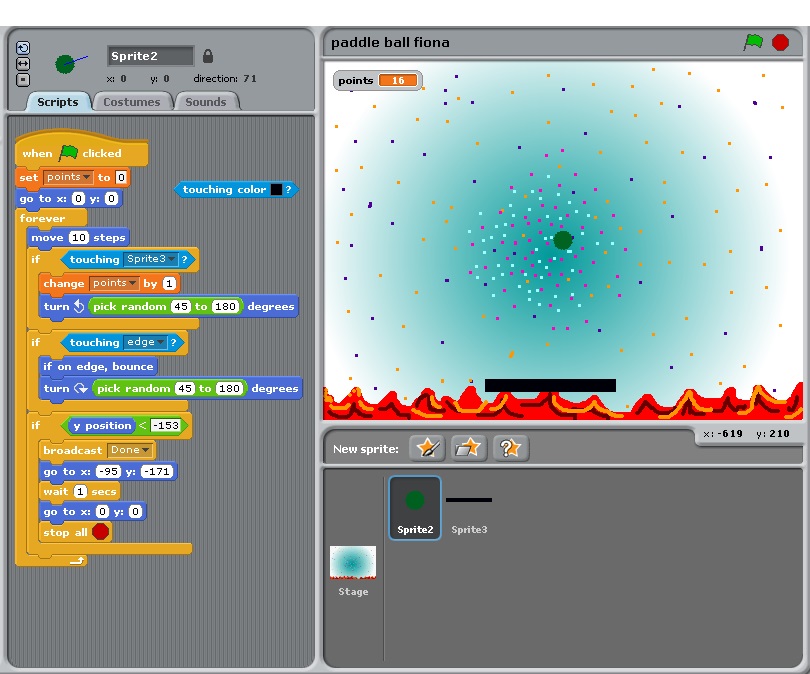 Sprite2
x: 0 y: 0 direction: 71
Scripts Costumes Sounds
when clicked
set points to 0
go to x: 0 y: 0
forever
move 10 steps
if touching Sprite3 ?
change points by 1
turn pick random 45 to 180 degrees
if touching edge ?
if on edge, bounce
turn pick random 45 to 180 degrees
if y position < -153
broadcast Done
go to x: -95 y: -171
wait 1 secs
go to x: 0 y: 0
stop all
touching color ?
paddle ball fiona
points 16
x: -619 y: 210
New sprite:
Sprite2 Sprite3
Stage